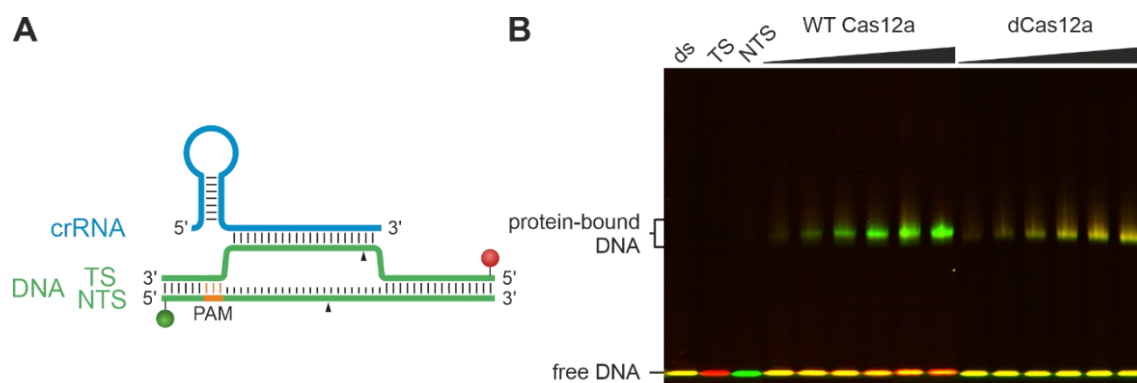 A
crRNA
5'
3'
DNA
TS
NTS
3'
5'
5'
3'
PAM
B
ds
TS
NTS
WT Cas12a
dCas12a
protein-bound
DNA
free DNA